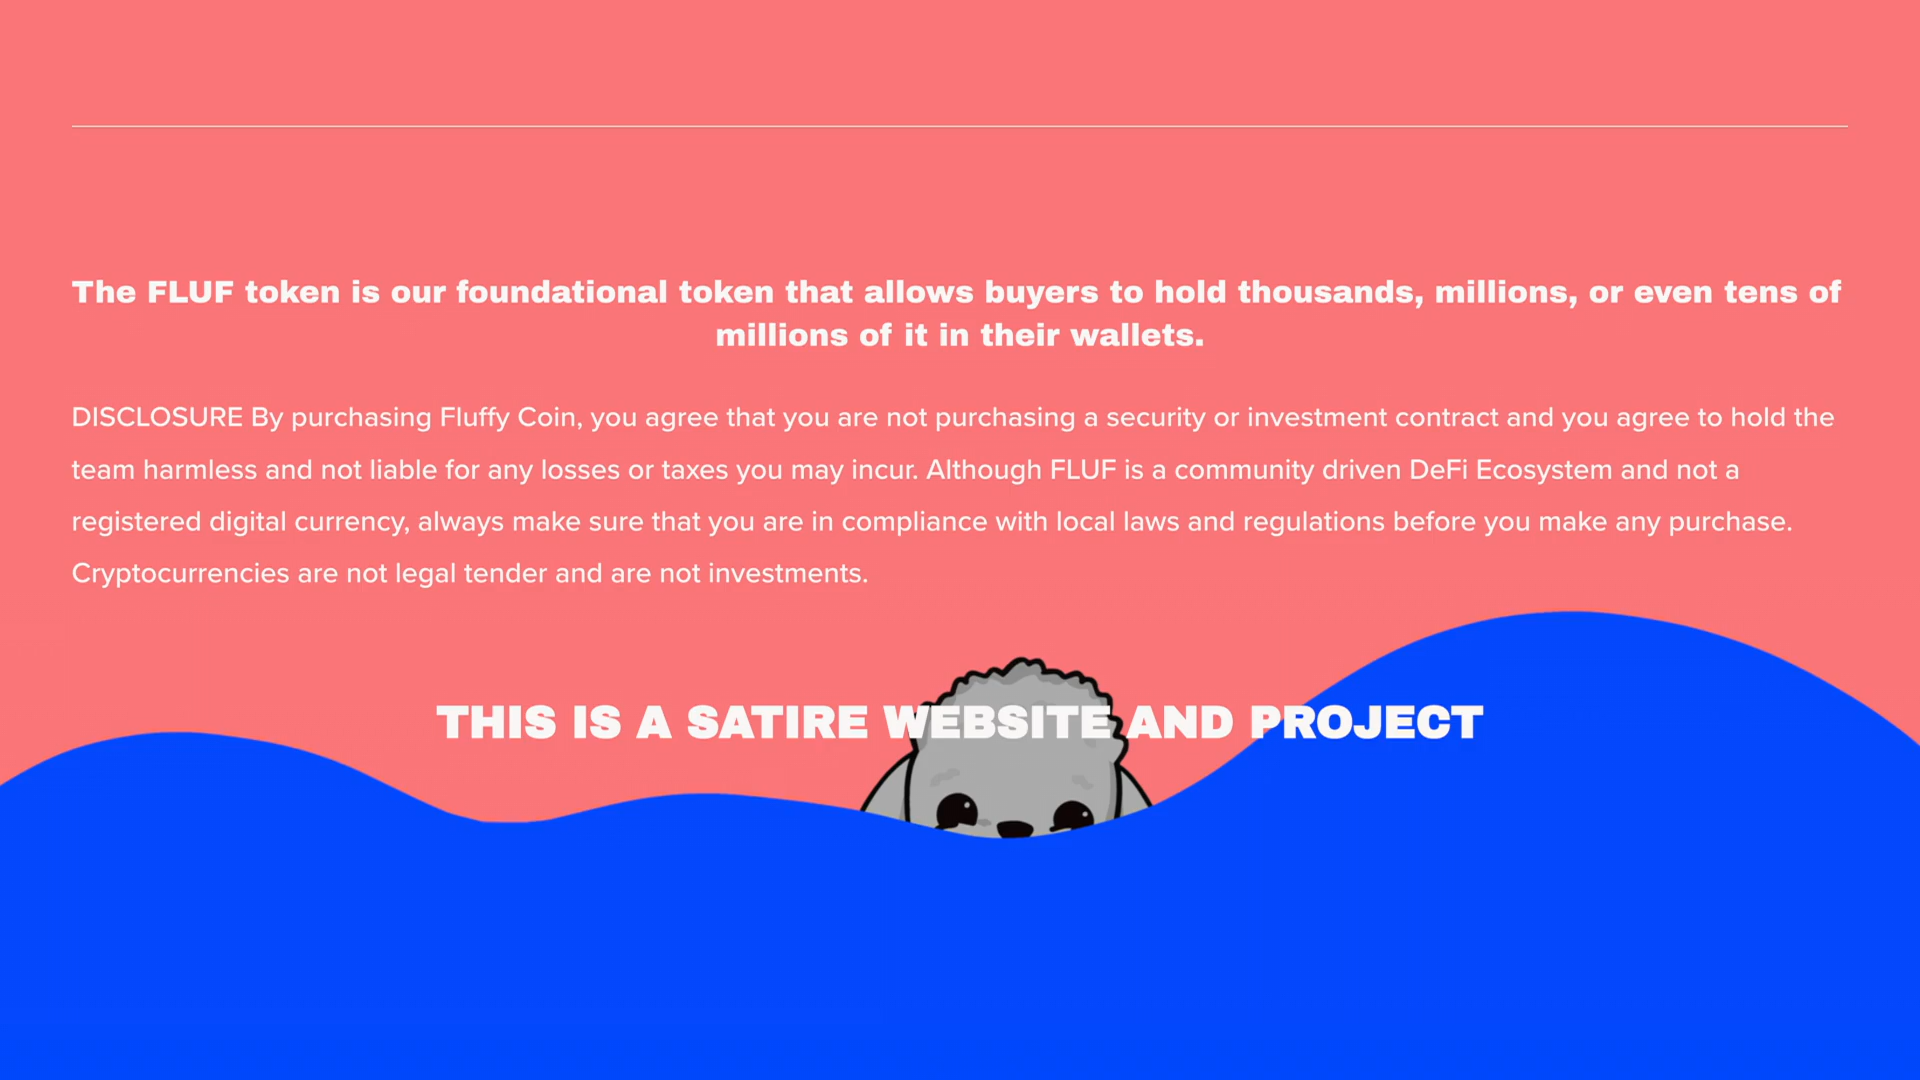 The FLUF token is our foundational token that allows buyers to hold thousands, millions, or even tens of
millions of it in their wallets.
DISCLOSURE By purchasing Fluffy Coin, you agree that you are not purchasing a security or investment contract and you agree to hold the
team harmless and not liable for any losses or taxes you may incur. Although FLUF is a community driven DeFi Ecosystem and not a
registered digital currency, always make sure that you are in compliance with local laws and regulations before you make any purchase.
Cryptocurrencies are not legal tender and are not investments.
THIS IS A SATIRE WEBSITE AND PROJECT